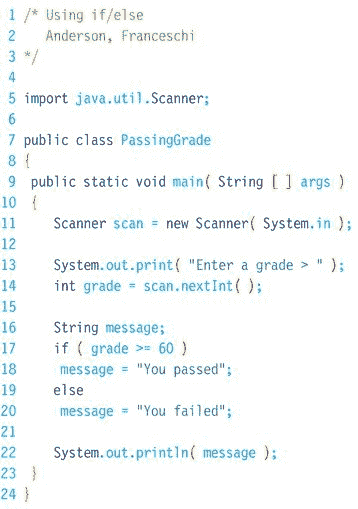 1 /* Using if/else
2 Anderson, Franceschi
3 */
4
5 import java.util.Scanner;
6
7 public class PassingGrade
8 {
9 public static void main( String [ ] args )
10 {
11 Scanner scan = new Scanner( System.in );
12
13 System.out.print( "Enter a grade > " );
14 int grade = scan.nextInt( );
15
16 String message;
17 if ( grade >= 60 )
18 message = "You passed";
19 else
20 message = "You failed";
21
22 System.out.println( message );
23 }
24 }